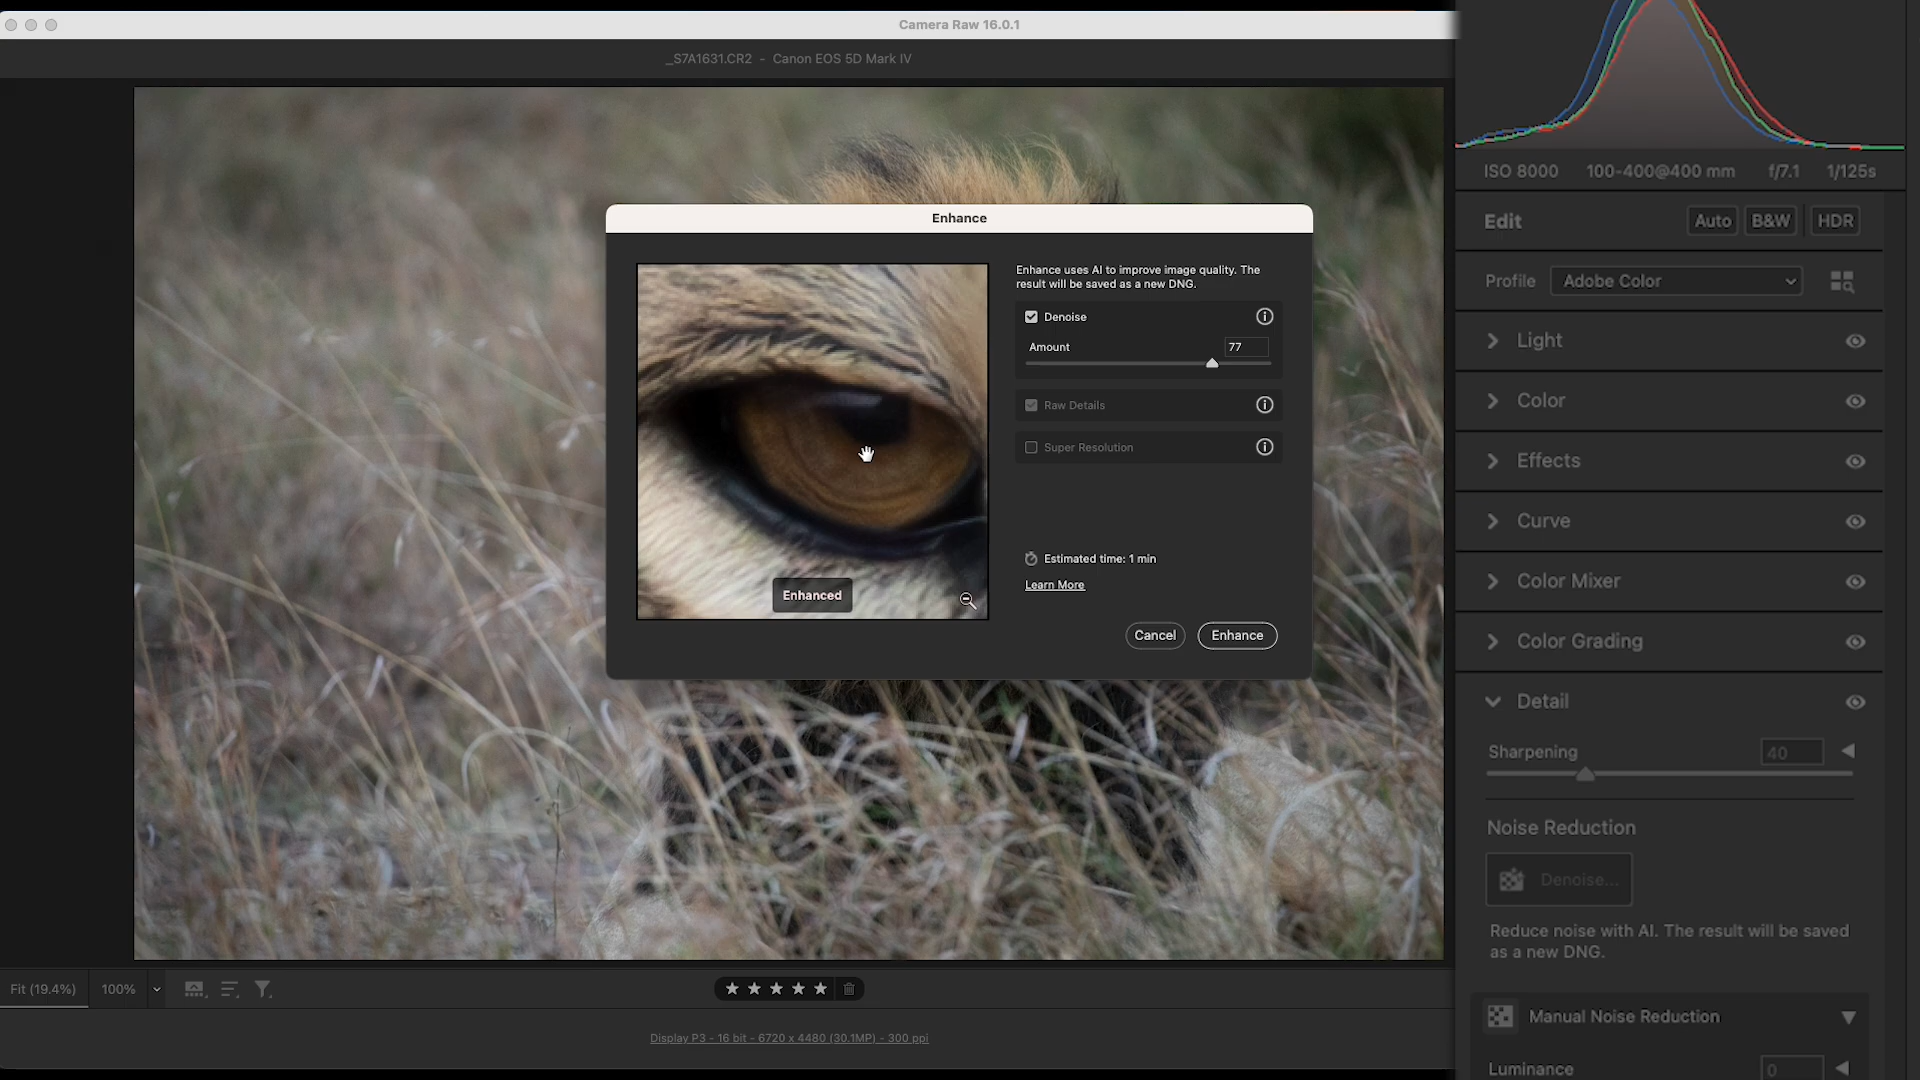 Camera Raw 16.0.1
_S7A1631.CR2 - Canon EOS 5D Mark IV
ISO 8000 100-400@400 mm f/7.1 1/125s
Edit Auto B&W HDR
Profile Adobe Color
Light
Color
Effects
Curve
Color Mixer
Color Grading
Detail
Sharpening 40
Noise Reduction
Denoise...
Reduce noise with AI. The result will be saved
as a new DNG.
Manual Noise Reduction
Luminance 0
Enhance
Enhance uses AI to improve image quality. The
result will be saved as a new DNG.
Denoise
Amount 77
Raw Details
Super Resolution
Estimated time: 1 min
Learn More
Enhanced
Cancel Enhance
Fit (19.4%) 100%
Display P3 - 16 bit - 6720 x 4480 (30.1MP) - 300 ppi